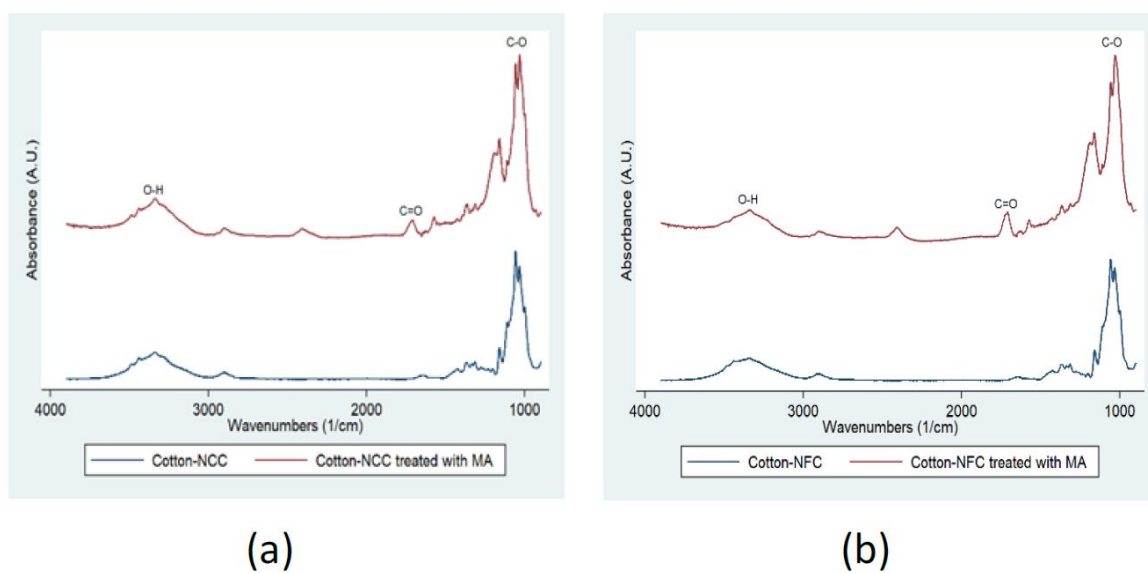 C-O
O-H
C=O
Absorbance (A.U.)
4000 3000 2000 1000
Wavenumbers (1/cm)
Cotton-NCC Cotton-NCC treated with MA
(a)
C-O
O-H
C=O
Absorbance (A.U.)
4000 3000 2000 1000
Wavenumbers (1/cm)
Cotton-NFC Cotton-NFC treated with MA
(b)